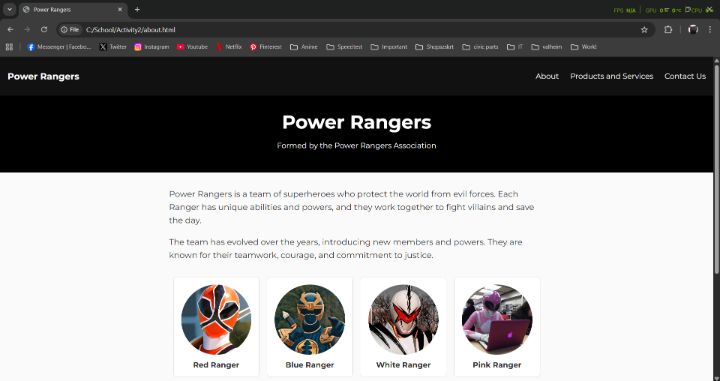 Power Rangers
FPS N/A GPU 0% 0°C CPU
File C:/School/Activity2/about.html
Messenger | Facebo... Twitter Instagram Youtube Netflix Pinterest Anime Speedtest Important Shopaskrt civic parts IT valheim World
Power Rangers About Products and Services Contact Us
Power Rangers
Formed by the Power Rangers Association
Power Rangers is a team of superheroes who protect the world from evil forces. Each
Ranger has unique abilities and powers, and they work together to fight villains and save
the day.
The team has evolved over the years, introducing new members and powers. They are
known for their teamwork, courage, and commitment to justice.
Red Ranger Blue Ranger White Ranger Pink Ranger